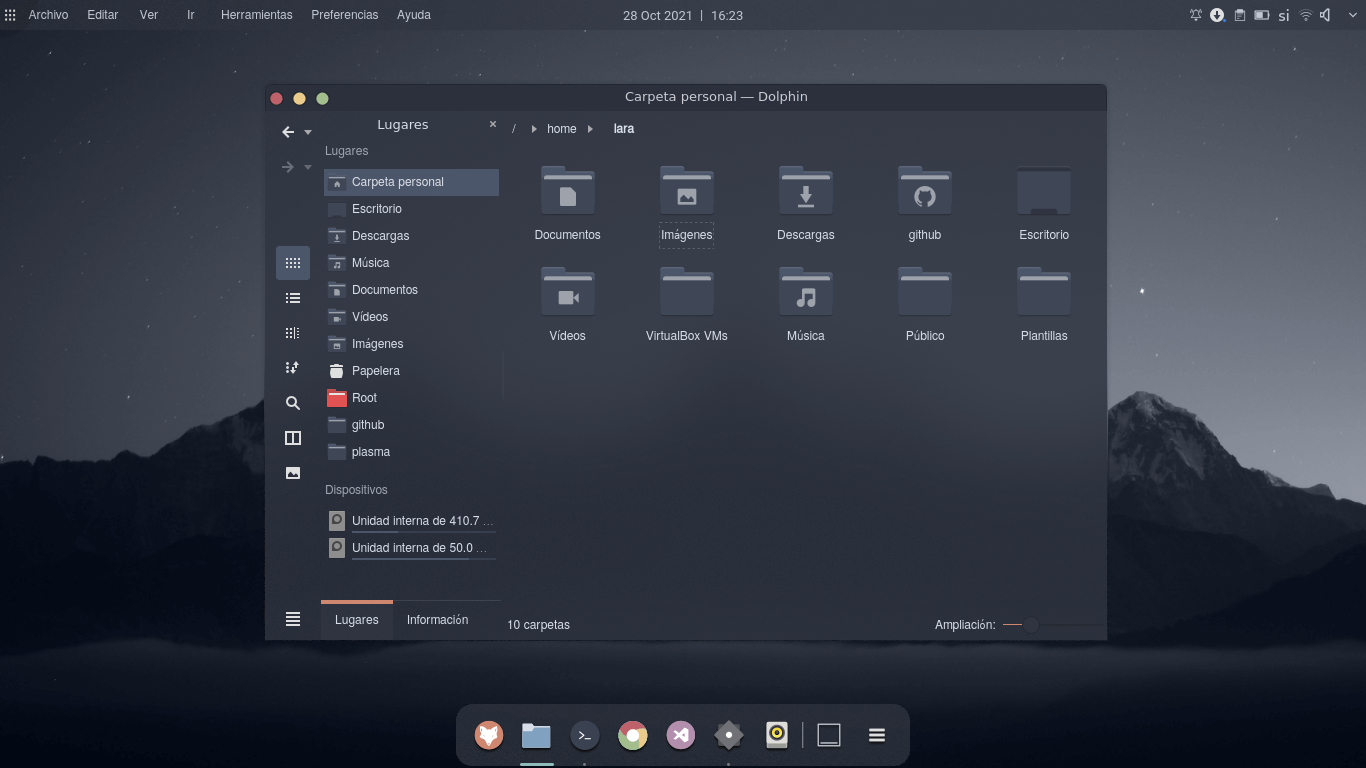 Archivo Editar Ver Ir Herramientas Preferencias Ayuda 28 Oct 2021 | 16:23 si
Carpeta personal — Dolphin
Lugares ×
/ home lara
Lugares
Carpeta personal
Escritorio
Descargas
Música
Documentos
Vídeos
Imágenes
Papelera
Root
github
plasma
Dispositivos
Unidad interna de 410.7 ...
Unidad interna de 50.0 ...
Lugares Información
Documentos Imágenes Descargas github Escritorio
Vídeos VirtualBox VMs Música Público Plantillas
10 carpetas Ampliación: